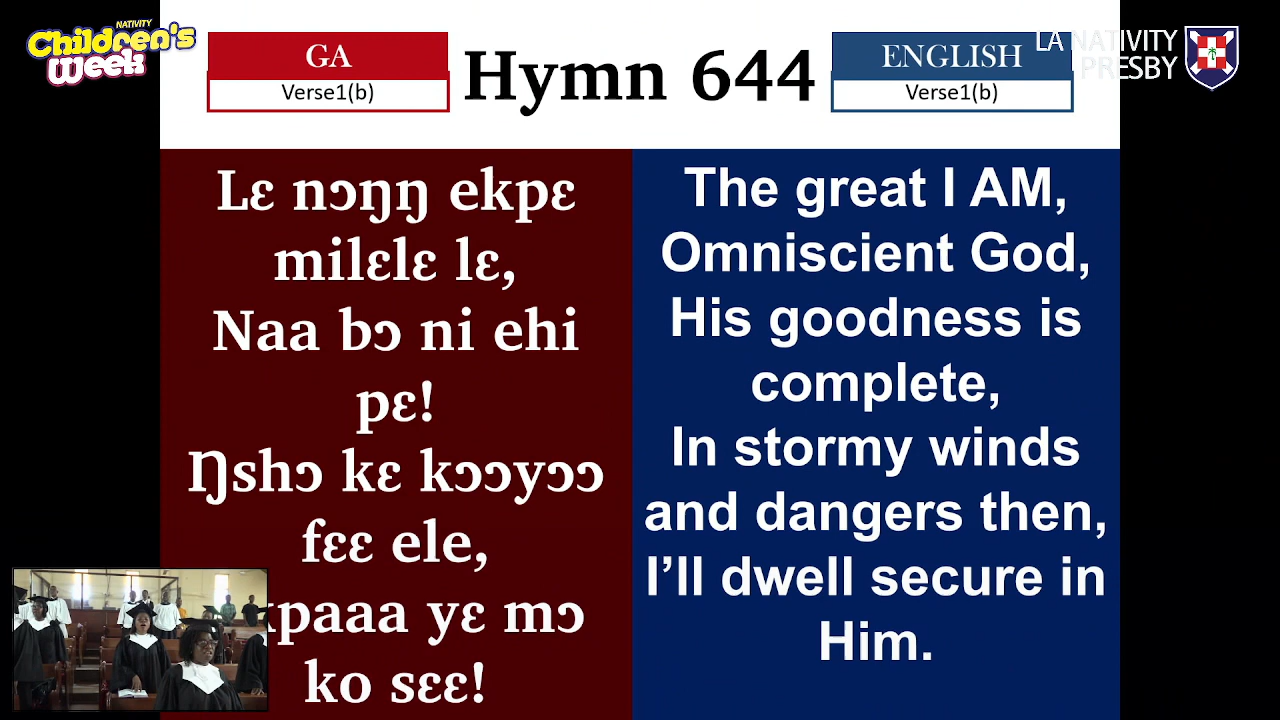 NATIVITY
Children's
Week
GA
Verse1(b)
Hymn 644
ENGLISH
Verse1(b)
LA NATIVITY
PRESBY
Lɛ nɔŋŋ ekpɛ
milɛlɛ lɛ,
Naa bɔ ni ehi
pɛ!
Ŋshɔ kɛ kɔɔyɔɔ
fɛɛ ele,
yɛ mɔ
ko sɛɛ!
The great I AM,
Omniscient God,
His goodness is
complete,
In stormy winds
and dangers then,
I’ll dwell secure in
Him.